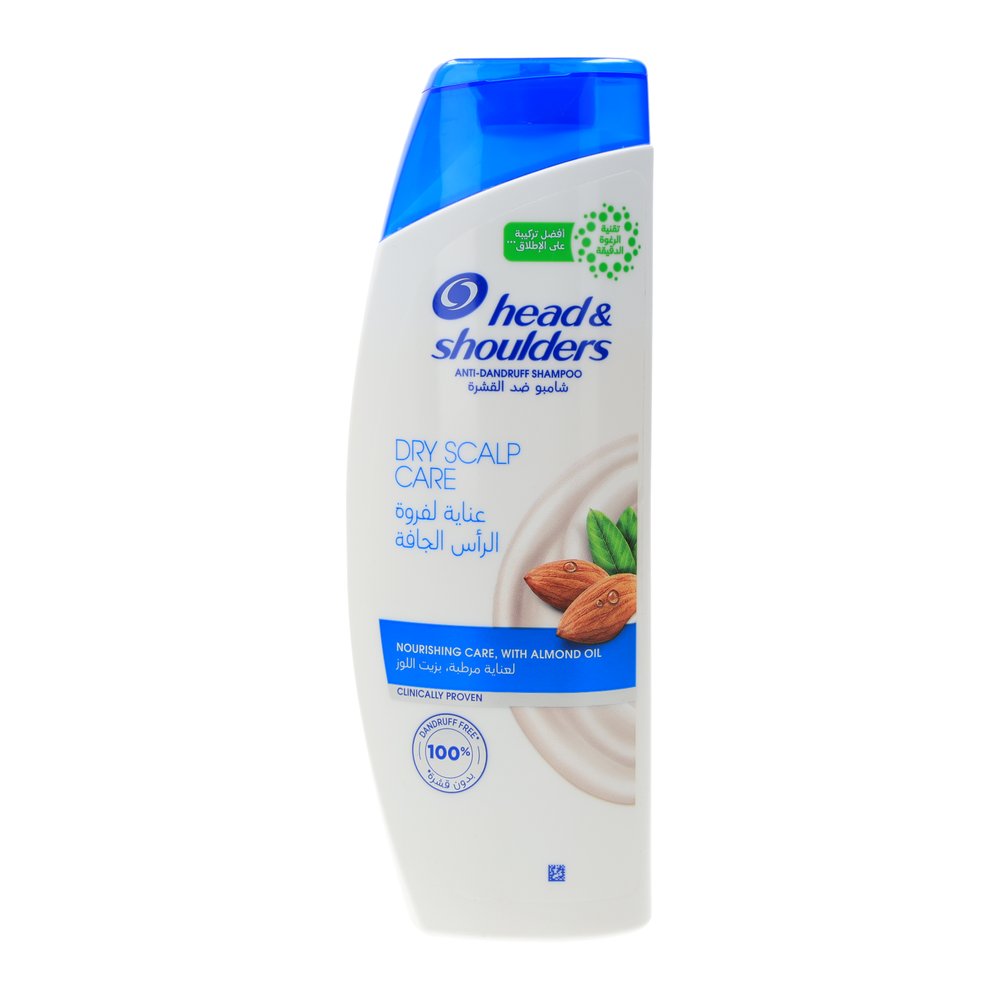 أفضل تركيبة
على الإطلاق***
تقنية
الرغوة
الدقيقة
head &
shoulders
ANTI-DANDRUFF SHAMPOO
شامبو ضد القشرة
DRY SCALP
CARE
عناية لفروة
الرأس الجافة
NOURISHING CARE, WITH ALMOND OIL
لعناية مرطبة، بزيت اللوز
CLINICALLY PROVEN
DANDRUFF FREE*
100%
بدون قشرة*